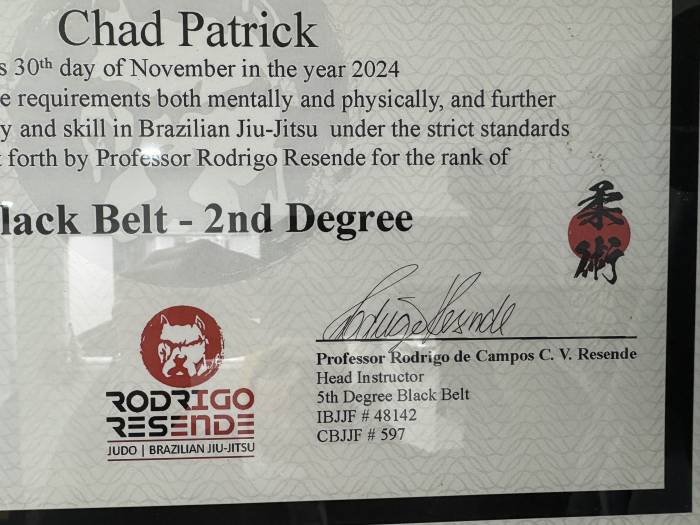 Chad Patrick
s 30th day of November in the year 2024
e requirements both mentally and physically, and further
y and skill in Brazilian Jiu-Jitsu under the strict standards
t forth by Professor Rodrigo Resende for the rank of
lack Belt - 2nd Degree
柔術
Rodrigo Resende
Professor Rodrigo de Campos C. V. Resende
Head Instructor
5th Degree Black Belt
IBJJF # 48142
CBJJF # 597
RODRIGO
RESENDE
JUDO | BRAZILIAN JIU-JITSU